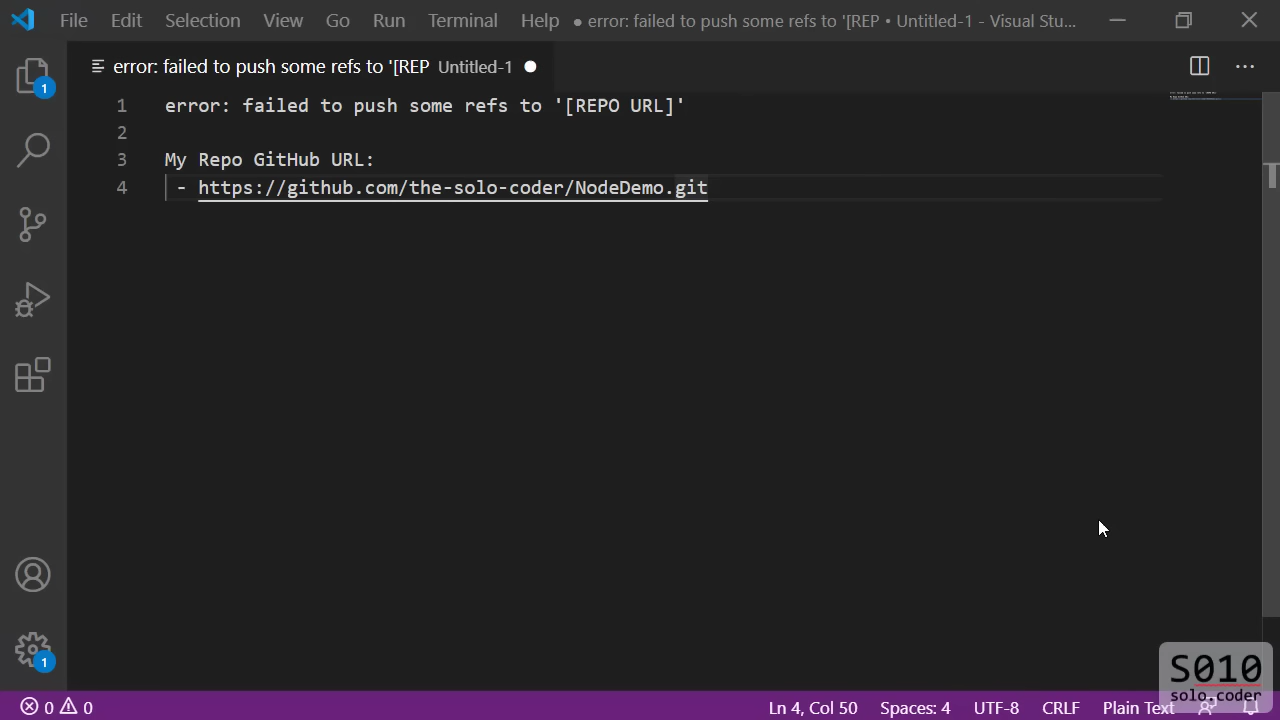 File Edit Selection View Go Run Terminal Help ● error: failed to push some refs to '[REP • Untitled-1 - Visual Stu...
error: failed to push some refs to '[REP Untitled-1
1 error: failed to push some refs to '[REPO URL]'
2
3 My Repo GitHub URL:
4 - https://github.com/the-solo-coder/NodeDemo.git
1
1
S010
solo_coder
0 0 Ln 4, Col 50 Spaces: 4 UTF-8 CRLF Plain Text